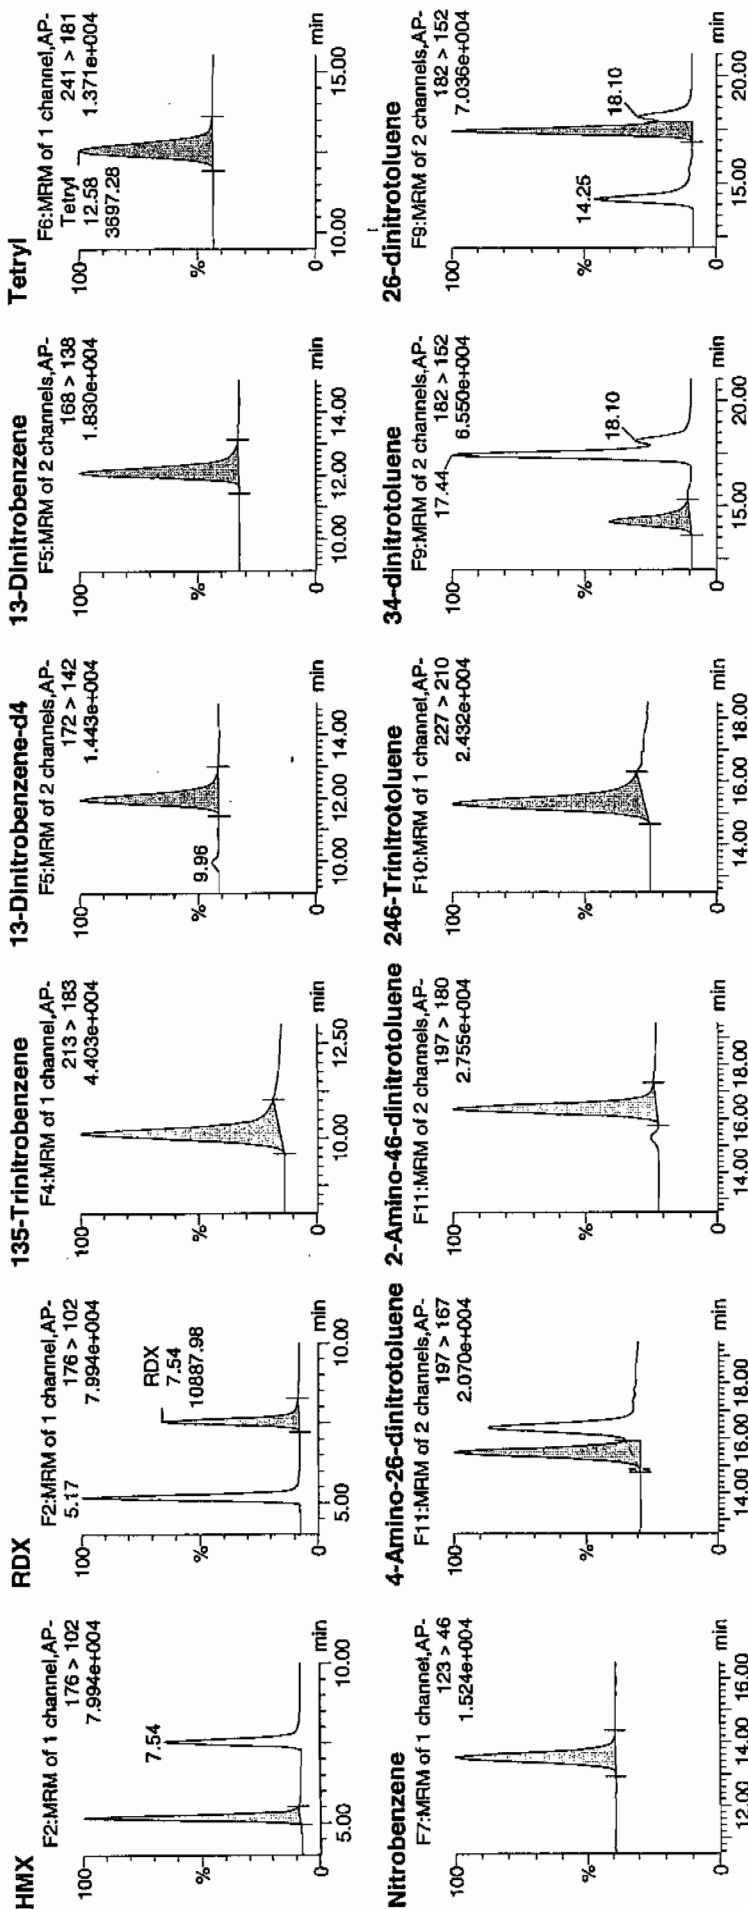 HMX
F2:MRM of 1 channel,AP-
176 > 102
7.994e+004
100
%
0
7.54
5.00
10.00
min
RDX
F2:MRM of 1 channel,AP-
5.17
176 > 102
7.994e+004
100
%
0
RDX
7.54
10887.98
5.00
10.00
min
135-Trinitrobenzene
F4:MRM of 1 channel,AP-
213 > 183
4.403e+004
100
%
0
10.00
12.50
min
13-Dinitrobenzene-d4
F5:MRM of 2 channels,AP-
172 > 142
1.443e+004
100
%
0
9.96
10.00
12.00
14.00
min
13-Dinitrobenzene
F5:MRM of 2 channels,AP-
168 > 138
1.830e+004
100
%
0
10.00
12.00
14.00
min
Tetryl
F6:MRM of 1 channel,AP-
Tetryl
241 > 181
12.58
1.371e+004
3697.28
100
%
0
10.00
15.00
min
Nitrobenzene
F7:MRM of 1 channel,AP-
123 > 46
1.524e+004
100
%
0
12.00
14.00
16.00
min
4-Amino-26-dinitrotoluene
F11:MRM of 2 channels,AP-
197 > 167
2.070e+004
100
%
0
14.00
16.00
18.00
min
2-Amino-46-dinitrotoluene
F11:MRM of 2 channels,AP-
197 > 180
2.755e+004
100
%
0
14.00
16.00
18.00
min
246-Trinitrotoluene
F10:MRM of 1 channel,AP-
227 > 210
2.432e+004
100
%
0
14.00
16.00
18.00
min
34-dinitrotoluene
F9:MRM of 2 channels,AP-
17.44
182 > 152
6.550e+004
100
%
0
18.10
15.00
20.00
min
26-dinitrotoluene
F9:MRM of 2 channels,AP-
182 > 152
7.036e+004
100
%
0
14.25
18.10
15.00
20.00
min